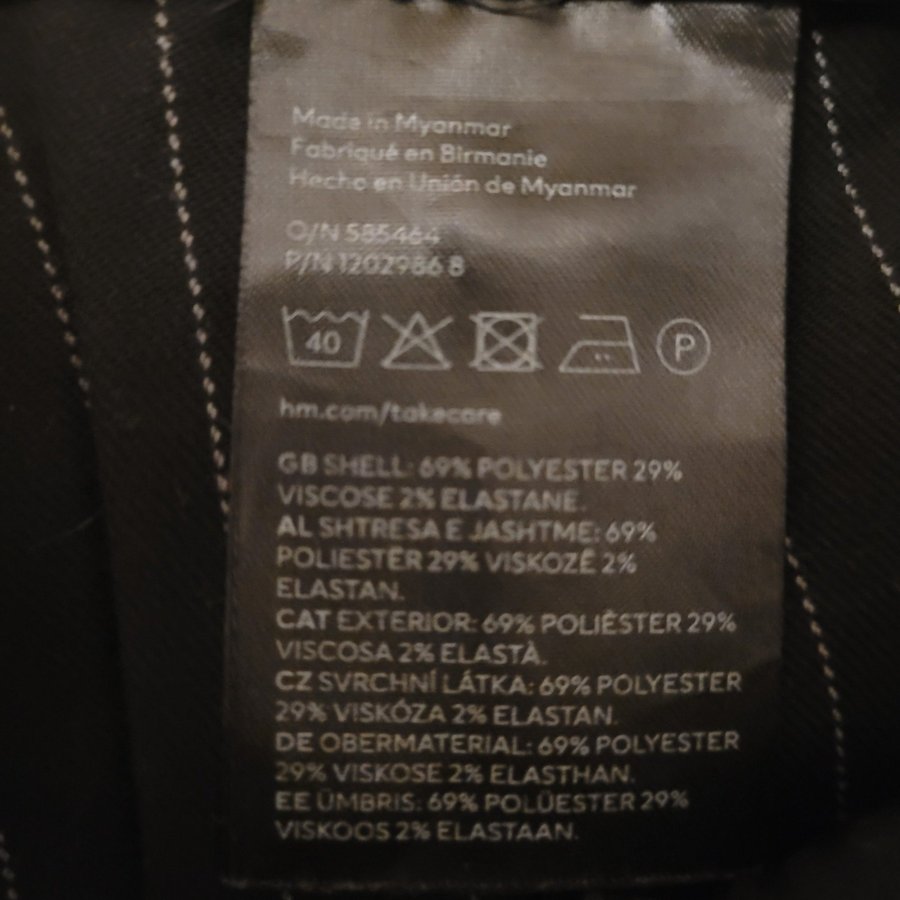 Made in Myanmar
Fabriqué en Birmanie
Hecho en Unión de Myanmar
O/N 585464
P/N 1202986 8
40 P
hm.com/takecare
GB SHELL: 69% POLYESTER 29%
VISCOSE 2% ELASTANE.
AL SHTRESA E JASHTME: 69%
POLIESTËR 29% VISKOZË 2%
ELASTAN.
CAT EXTERIOR: 69% POLIÈSTER 29%
VISCOSA 2% ELASTÀ.
CZ SVRCHNÍ LÁTKA: 69% POLYESTER
29% VISKÓZA 2% ELASTAN.
DE OBERMATERIAL: 69% POLYESTER
29% VISKOSE 2% ELASTHAN.
EE ÜMBRIS: 69% POLÜESTER 29%
VISKOOS 2% ELASTAAN.